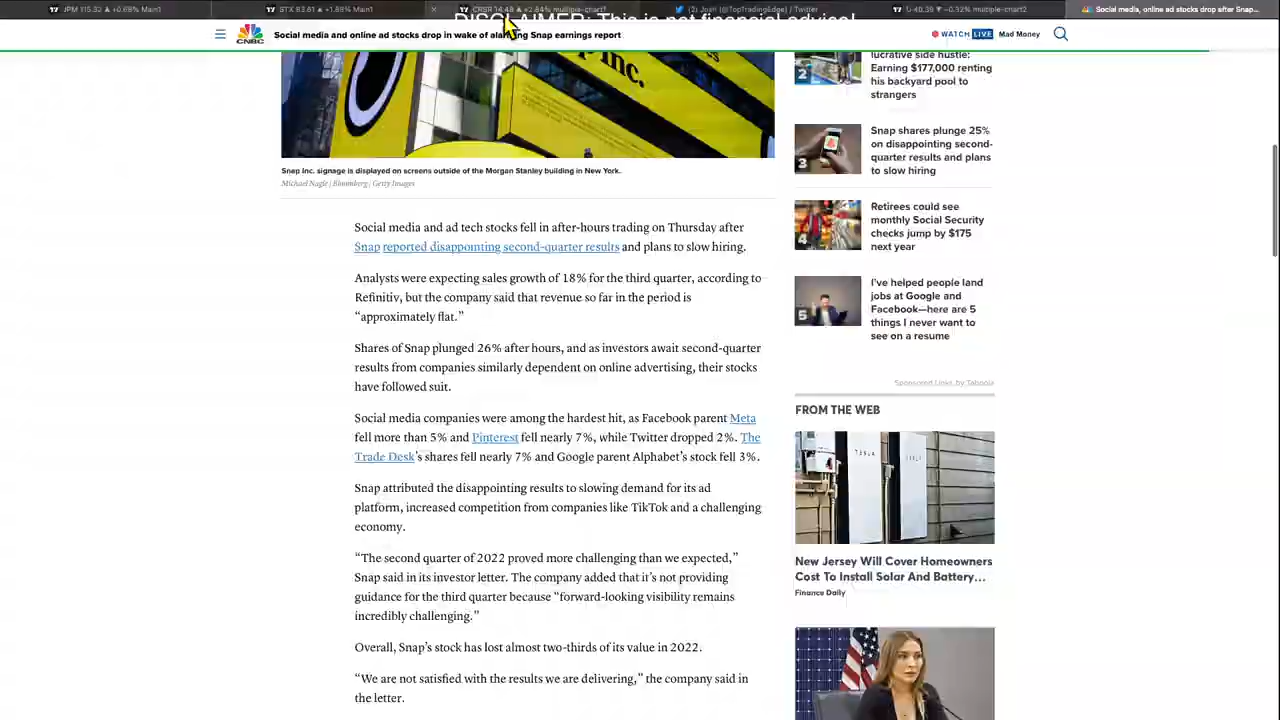 JPM 115.32 ▲ +0.68% Main1
STX 83.61 ▲ +1.88% Main1
CRSR 14.48 ▲ +2.84% multiple-chart1
(2) Josh (@TopTradingEdge) / Twitter
U 40.39 ▼ −0.32% multiple-chart2
Social media, online ad stocks drop after Snap...
DISCLAIMER: This is not financial advice!
CNBC
Social media and online ad stocks drop in wake of alarming Snap earnings report
WATCH LIVE
Mad Money
Inc.
Snap Inc. signage is displayed on screens outside of the Morgan Stanley building in New York.
Michael Nagle | Bloomberg | Getty Images
Social media and ad tech stocks fell in after-hours trading on Thursday after
Snap reported disappointing second-quarter results and plans to slow hiring.
Analysts were expecting sales growth of 18% for the third quarter, according to
Refinitiv, but the company said that revenue so far in the period is
“approximately flat.”
Shares of Snap plunged 26% after hours, and as investors await second-quarter
results from companies similarly dependent on online advertising, their stocks
have followed suit.
Social media companies were among the hardest hit, as Facebook parent Meta
fell more than 5% and Pinterest fell nearly 7%, while Twitter dropped 2%. The
Trade Desk’s shares fell nearly 7% and Google parent Alphabet’s stock fell 3%.
Snap attributed the disappointing results to slowing demand for its ad
platform, increased competition from companies like TikTok and a challenging
economy.
“The second quarter of 2022 proved more challenging than we expected,”
Snap said in its investor letter. The company added that it’s not providing
guidance for the third quarter because “forward-looking visibility remains
incredibly challenging.”
Overall, Snap’s stock has lost almost two-thirds of its value in 2022.
“We are not satisfied with the results we are delivering,” the company said in
the letter.
2
lucrative side hustle:
Earning $177,000 renting
his backyard pool to
strangers
3
Snap shares plunge 25%
on disappointing second-
quarter results and plans
to slow hiring
4
Retirees could see
monthly Social Security
checks jump by $175
next year
5
I’ve helped people land
jobs at Google and
Facebook—here are 5
things I never want to
see on a resume
Sponsored Links by Taboola
FROM THE WEB
TESLA
New Jersey Will Cover Homeowners
Cost To Install Solar And Battery...
Finance Daily